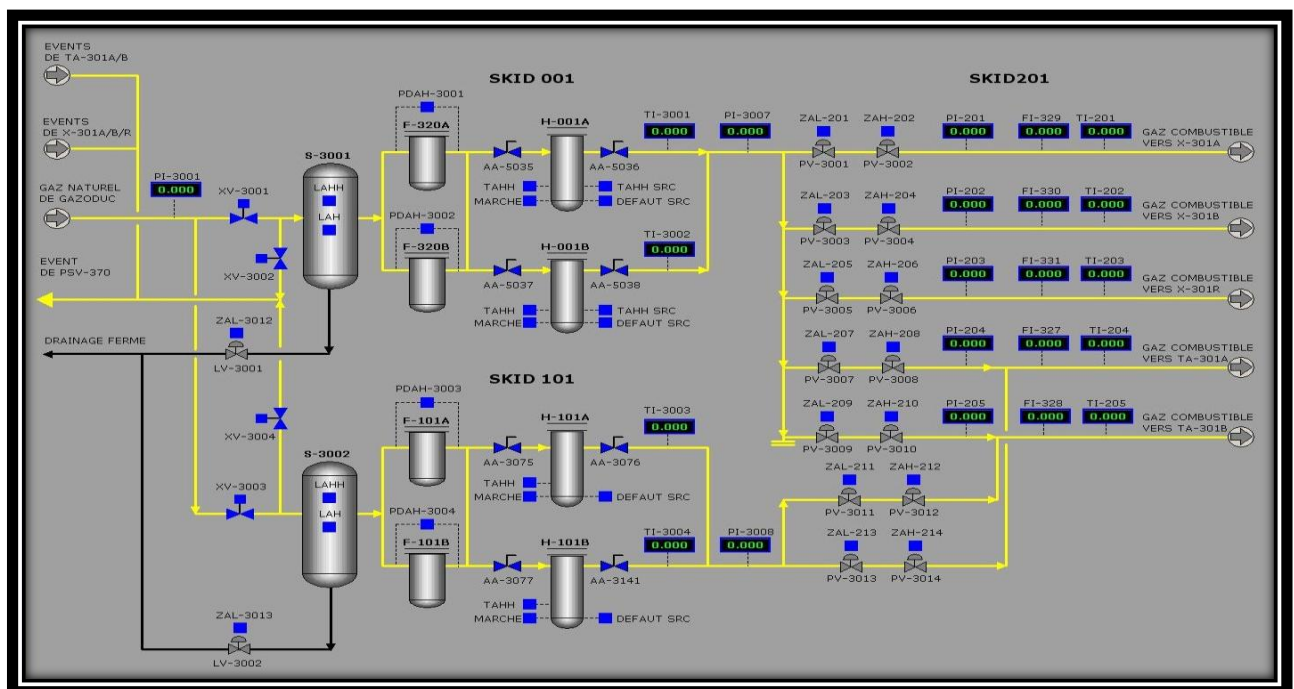 EVENTS
DE TA-301A/B
EVENTS
DE X-301A/B/R
GAZ NATUREL
DE GAZODUC
PI-3001
0.000
XV-3001
XV-3002
EVENT
DE PSV-370
ZAL-3012
DRAINAGE FERME
LV-3001
XV-3004
XV-3003
ZAL-3013
LV-3002
S-3001
LAHH
LAH
S-3002
LAHH
LAH
SKID 001
PDAH-3001
F-320A
PDAH-3002
F-320B
H-001A
AA-5035
AA-5036
TAHH
TAHH SRC
MARCHE
DEFAUT SRC
H-001B
AA-5037
AA-5038
TAHH
TAHH SRC
MARCHE
DEFAUT SRC
TI-3001
0.000
PI-3007
0.000
TI-3002
0.000
SKID 101
PDAH-3003
F-101A
PDAH-3004
F-101B
H-101A
AA-3075
AA-3076
TAHH
MARCHE
DEFAUT SRC
H-101B
AA-3077
AA-3141
TAHH
MARCHE
DEFAUT SRC
TI-3003
0.000
TI-3004
0.000
PI-3008
0.000
SKID201
ZAL-201
ZAH-202
PI-201
FI-329
TI-201
0.000
0.000
0.000
GAZ COMBUSTIBLE
VERS X-301A
PV-3001
PV-3002
ZAL-203
ZAH-204
PI-202
FI-330
TI-202
0.000
0.000
0.000
GAZ COMBUSTIBLE
VERS X-301B
PV-3003
PV-3004
ZAL-205
ZAH-206
PI-203
FI-331
TI-203
0.000
0.000
0.000
GAZ COMBUSTIBLE
VERS X-301R
PV-3005
PV-3006
ZAL-207
ZAH-208
PI-204
FI-327
TI-204
0.000
0.000
0.000
GAZ COMBUSTIBLE
VERS TA-301A
PV-3007
PV-3008
ZAL-209
ZAH-210
PI-205
FI-328
TI-205
0.000
0.000
0.000
GAZ COMBUSTIBLE
VERS TA-301B
PV-3009
PV-3010
ZAL-211
ZAH-212
PV-3011
PV-3012
ZAL-213
ZAH-214
PV-3013
PV-3014